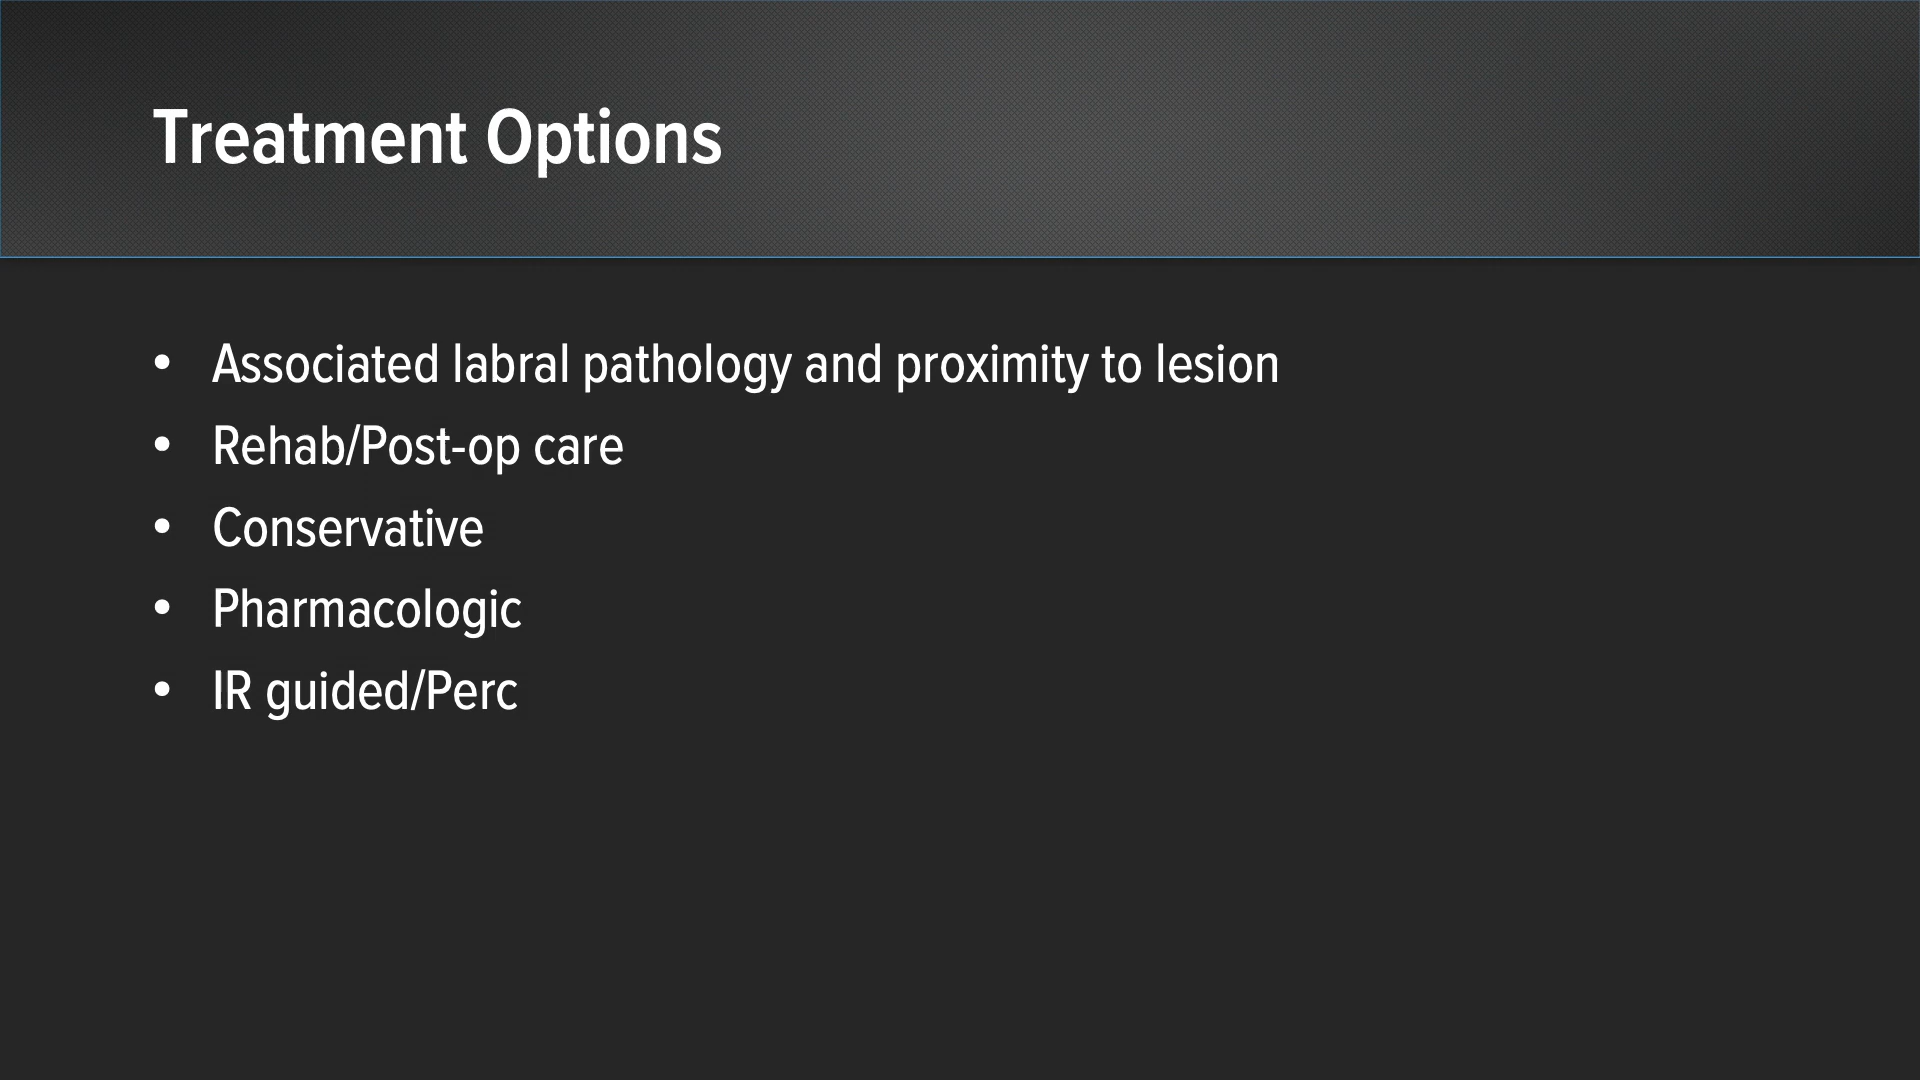 Treatment Options
• Associated labral pathology and proximity to lesion
• Rehab/Post-op care
• Conservative
• Pharmacologic
• IR guided/Perc